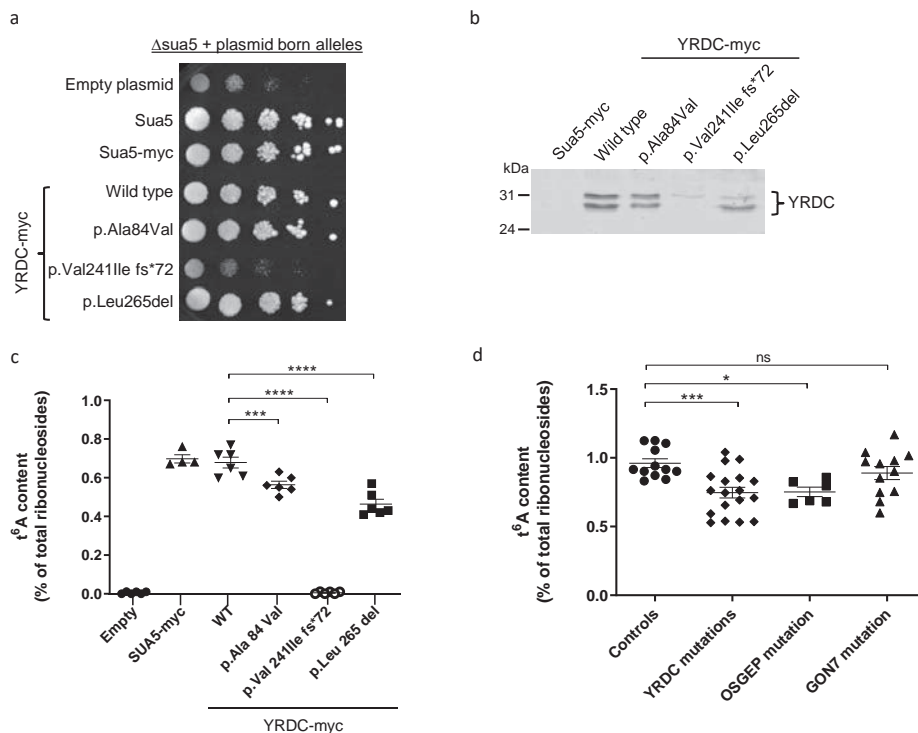 a
Δsua5 + plasmid born alleles
Empty plasmid
Sua5
Sua5-myc
YRDC-myc
Wild type
p.Ala84Val
p.Val241Ile fs*72
p.Leu265del
b
YRDC-myc
Sua5-myc
Wild type
p.Ala84Val
p.Val241Ile fs*72
p.Leu265del
kDa
31
24
YRDC
c
t⁶A content
(% of total ribonucleosides)
1.0
0.8
0.6
0.4
0.2
0.0
****
****
***
Empty
SUA5-myc
WT
p.Ala 84 Val
p.Val 241Ile fs*72
p.Leu 265 del
YRDC-myc
d
t⁶A content
(% of total ribonucleosides)
1.5
1.0
0.5
0.0
ns
*
***
Controls
YRDC mutations
OSGEP mutation
GON7 mutation